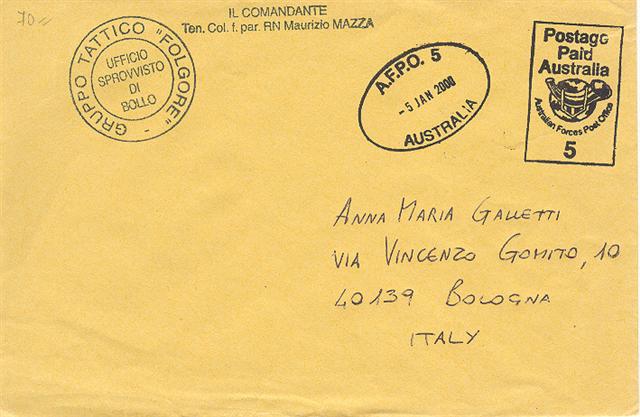 70=
IL COMANDANTE
Ten. Col. f. par. RN Maurizio MAZZA
GRUPPO TATTICO "FOLGORE" -
UFFICIO
SPROVVISTO
DI
BOLLO
A.F.P.O. 5
- 5 JAN 2000
AUSTRALIA
Postage
Paid
Australia
Australian Forces Post Office
5
ANNA MARIA GALLETTI
VIA VINCENZO GOMITO, 10
40139 BOLOGNA
ITALY